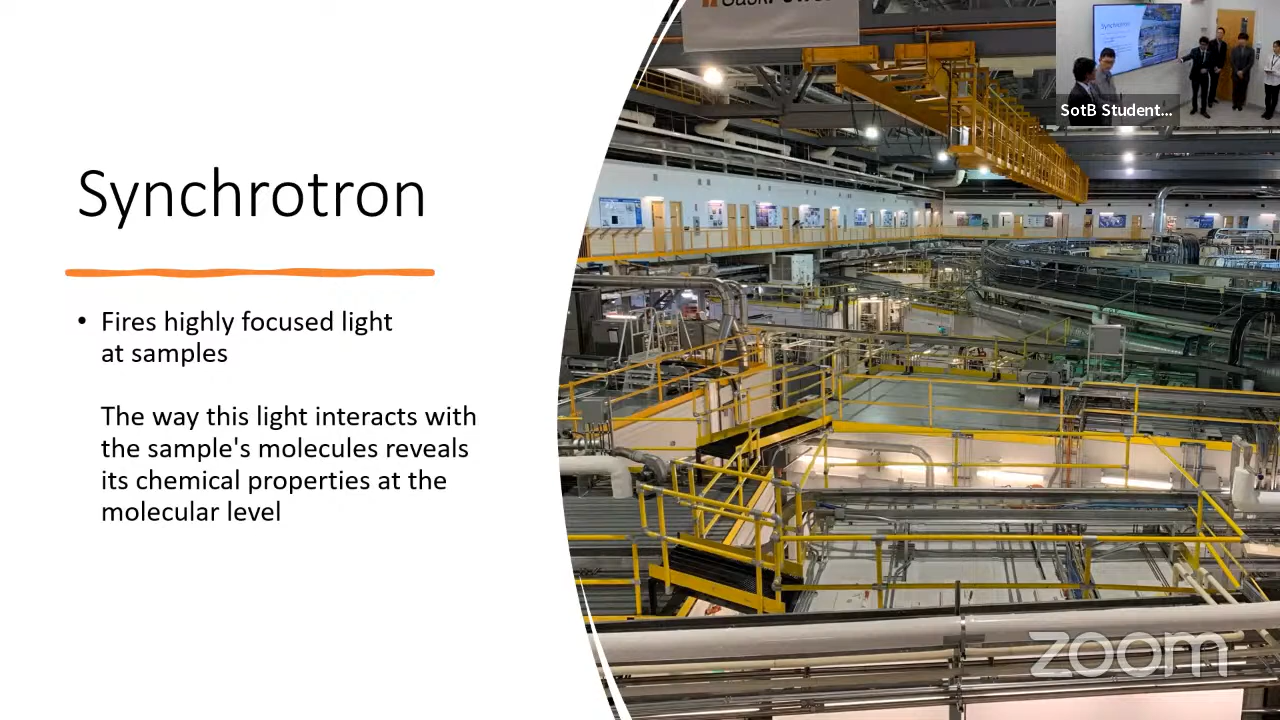 Synchrotron
• Fires highly focused light
at samples
The way this light interacts with
the sample's molecules reveals
its chemical properties at the
molecular level
Synchrotron
SotB Student...
zoom